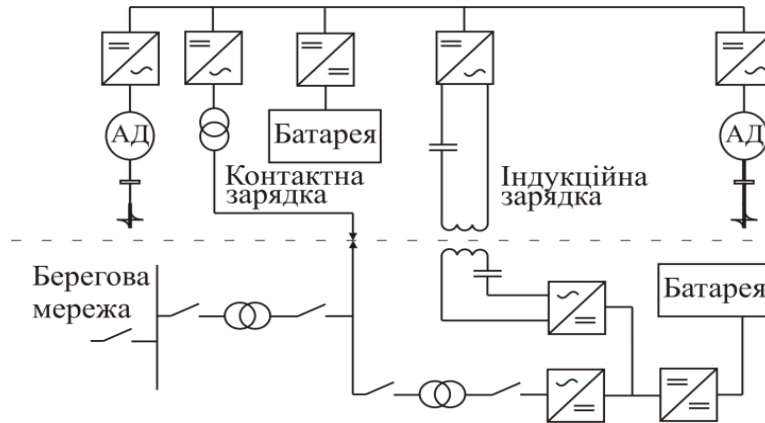 АД
Батарея
АД
Контактна
зарядка
Індукційна
зарядка
Берегова
мережа
Батарея